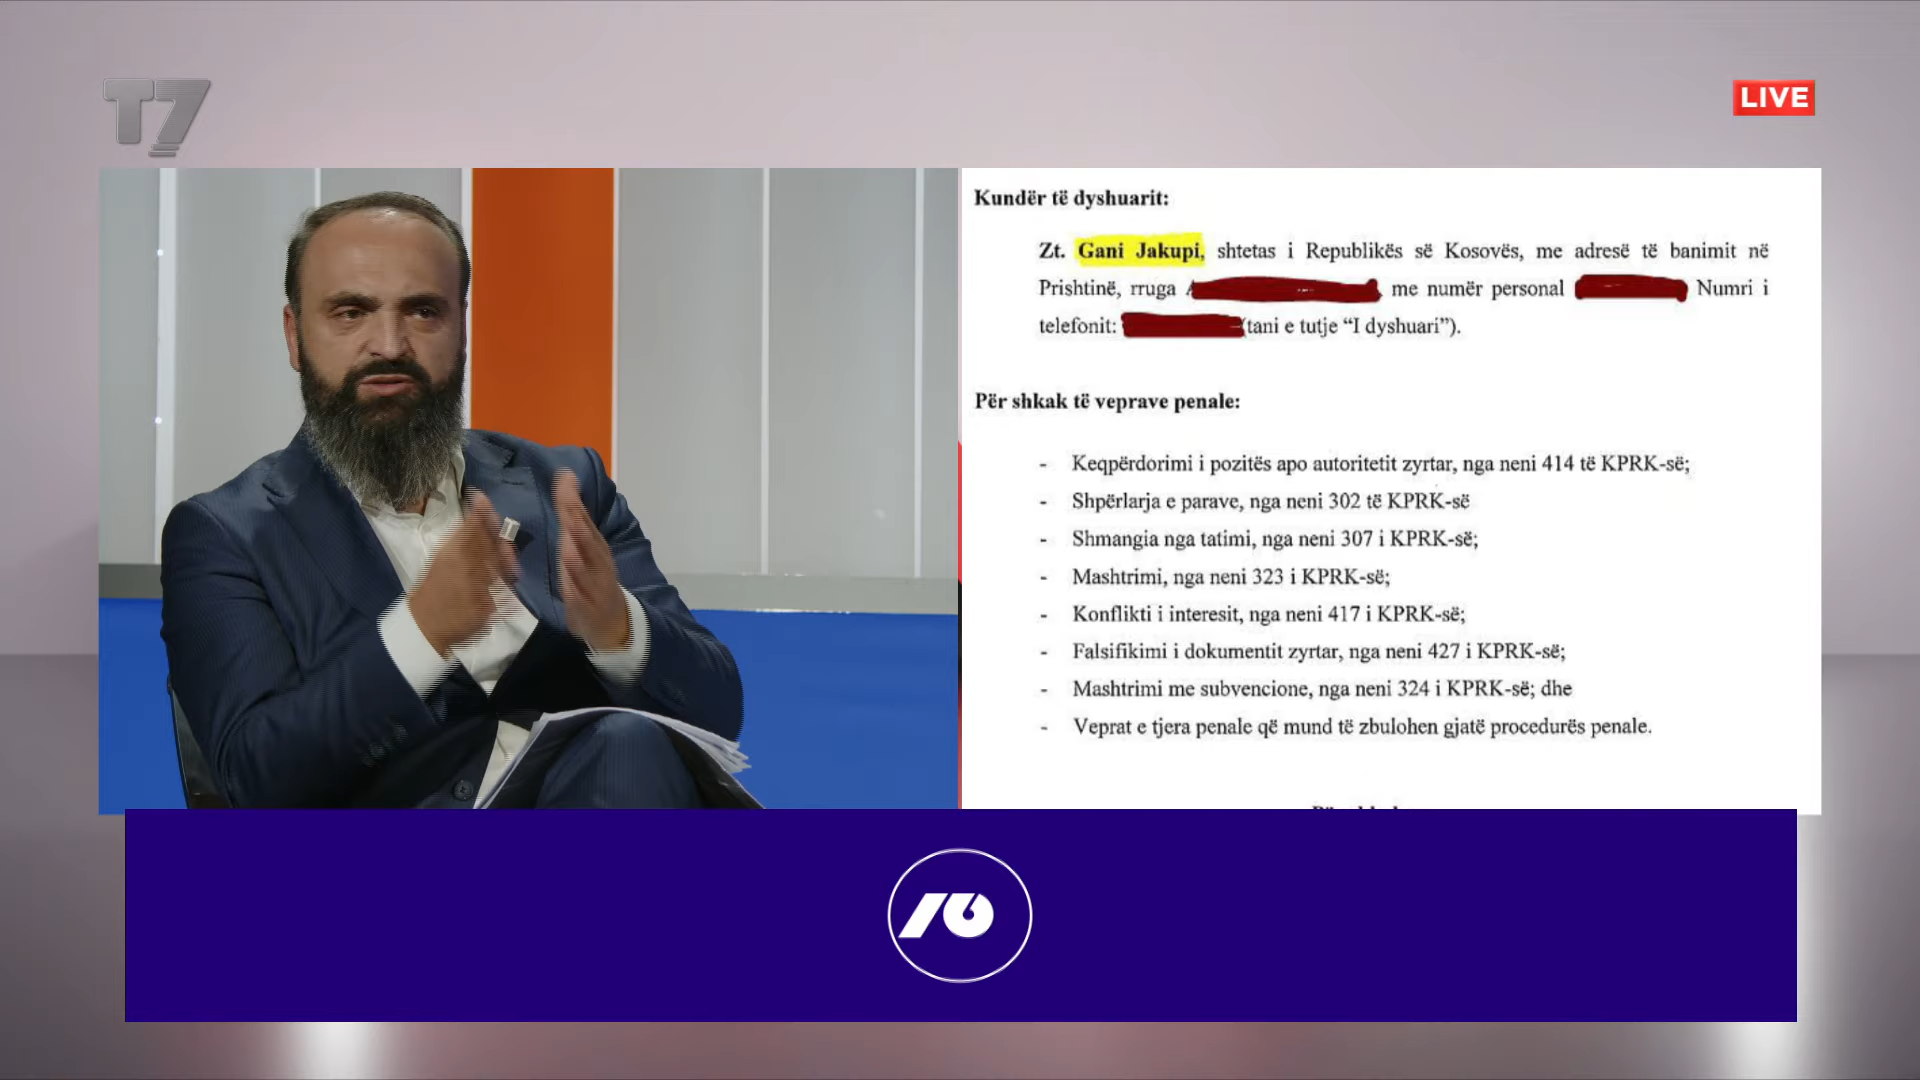 T7
LIVE
Kundër të dyshuarit:
Zt. Gani Jakupi, shtetas i Republikës së Kosovës, me adresë të banimit në
Prishtinë, rruga me numër personal Numri i
telefonit: (tani e tutje “I dyshuari”).
Për shkak të veprave penale:
- Keqpërdorimi i pozitës apo autoritetit zyrtar, nga neni 414 të KPRK-së;
- Shpërlarja e parave, nga neni 302 të KPRK-së
- Shmangia nga tatimi, nga neni 307 i KPRK-së;
- Mashtrimi, nga neni 323 i KPRK-së;
- Konflikti i interesit, nga neni 417 i KPRK-së;
- Falsifikimi i dokumentit zyrtar, nga neni 427 i KPRK-së;
- Mashtrimi me subvencione, nga neni 324 i KPRK-së; dhe
- Veprat e tjera penale që mund të zbulohen gjatë procedurës penale.